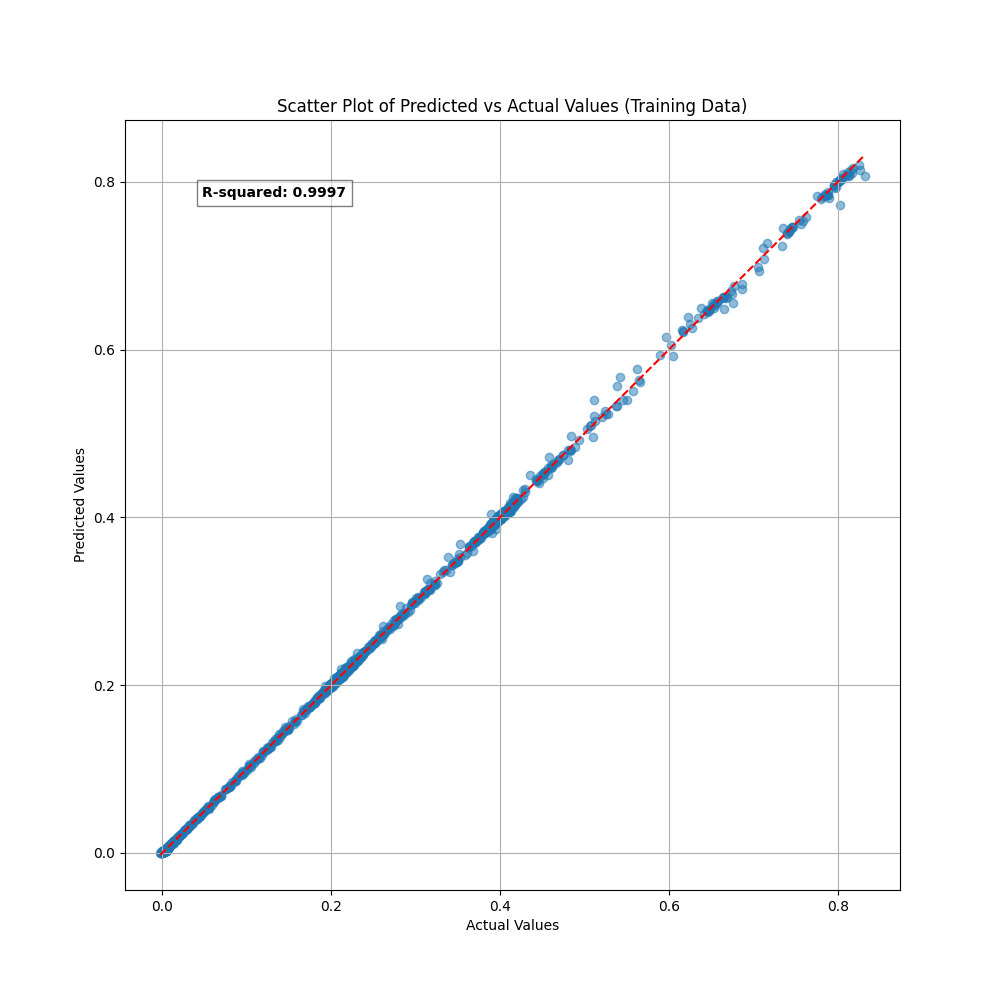 Scatter Plot of Predicted vs Actual Values (Training Data)
R-squared: 0.9997
Predicted Values
0.8
0.6
0.4
0.2
0.0
0.0 0.2 0.4 0.6 0.8
Actual Values